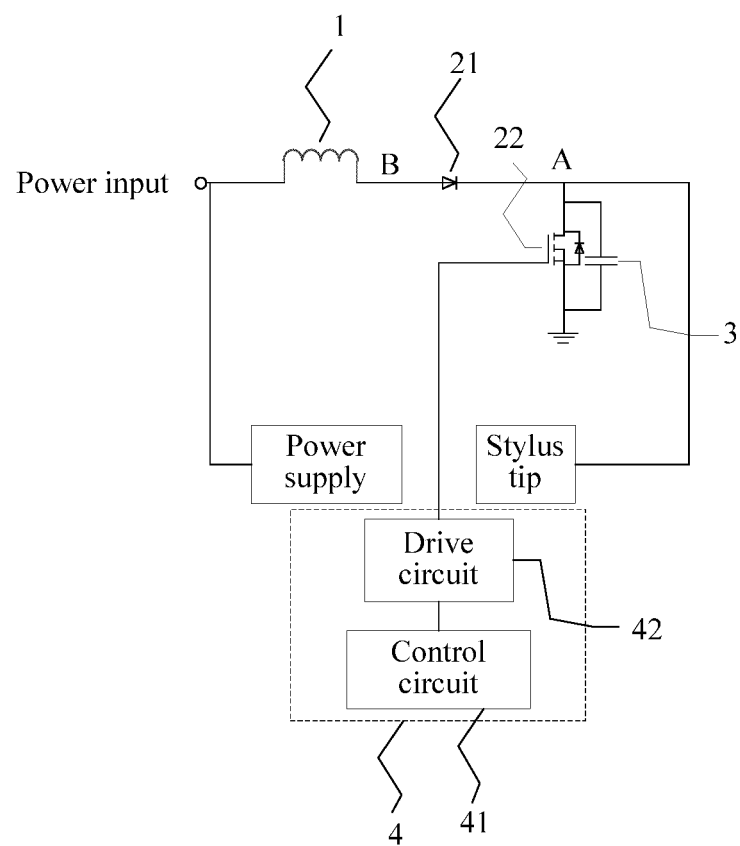 1
21
22
B
A
Power input
3
Power
supply
Stylus
tip
Drive
circuit
42
Control
circuit
4
41